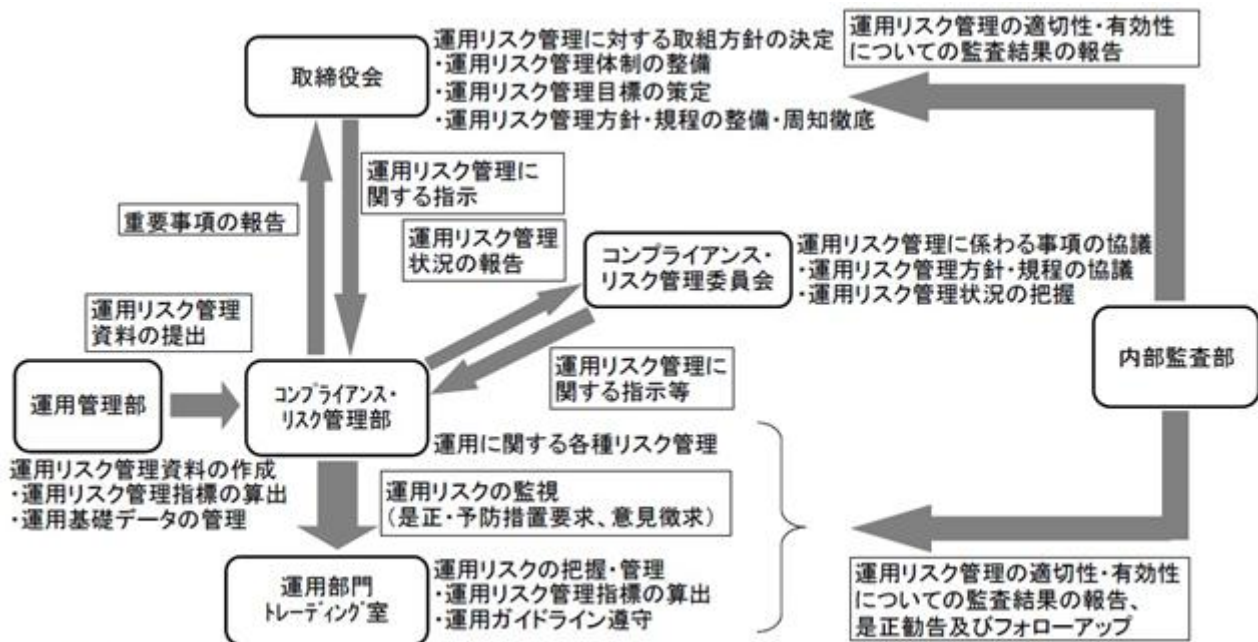 取締役会
運用リスク管理に対する取組方針の決定
・運用リスク管理体制の整備
・運用リスク管理目標の策定
・運用リスク管理方針・規程の整備・周知徹底
運用リスク管理の適切性・有効性
についての監査結果の報告
運用リスク管理に
関する指示
重要事項の報告
運用リスク管理
状況の報告
コンプライアンス・
リスク管理委員会
運用リスク管理に係わる事項の協議
・運用リスク管理方針・規程の協議
・運用リスク管理状況の把握
運用リスク管理
資料の提出
内部監査部
運用管理部
コンプライアンス・
リスク管理部
運用リスク管理に
関する指示等
運用に関する各種リスク管理
運用リスク管理資料の作成
・運用リスク管理指標の算出
・運用基礎データの管理
運用リスクの監視
(是正・予防措置要求、意見徴求)
運用部門
トレーディング室
運用リスクの把握・管理
・運用リスク管理指標の算出
・運用ガイドライン遵守
運用リスク管理の適切性・有効性
についての監査結果の報告、
是正勧告及びフォローアップ